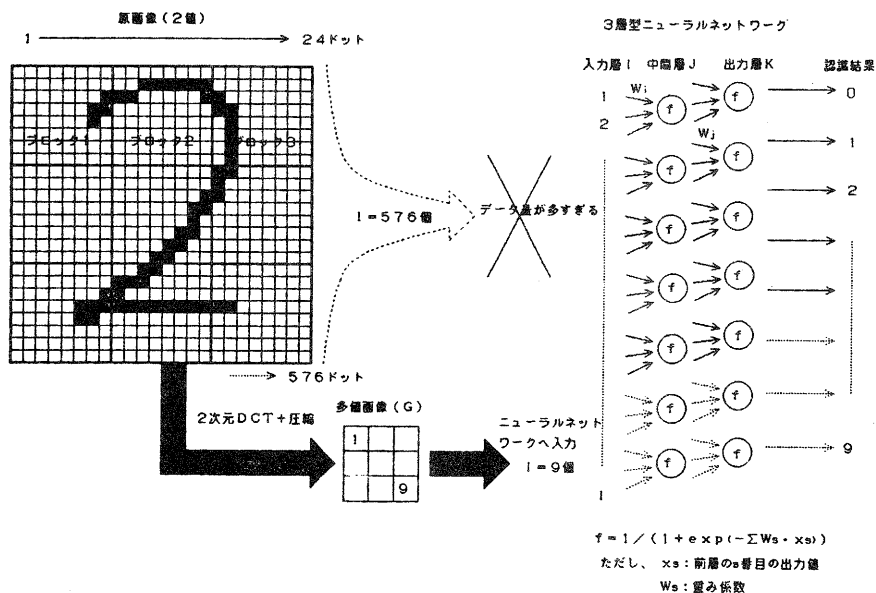 原画像(2値)
1
24ドット
ブロック1
ブロック2
ブロック3
I=576個
データ量が多すぎる
576ドット
2次元DCT+圧縮
多値画像(G)
1
9
ニューラルネット
ワークへ入力
I=9個
3層型ニューラルネットワーク
入力層I 中間層J 出力層K 認識結果
1
2
I
Wi
Wj
f
f
f
f
f
f
f
f
f
f
f
f
f
f
0
1
2
9
f=1/(1+exp(-ΣWs・xs))
ただし、 xs:前層のs番目の出力値
Ws:重み係数